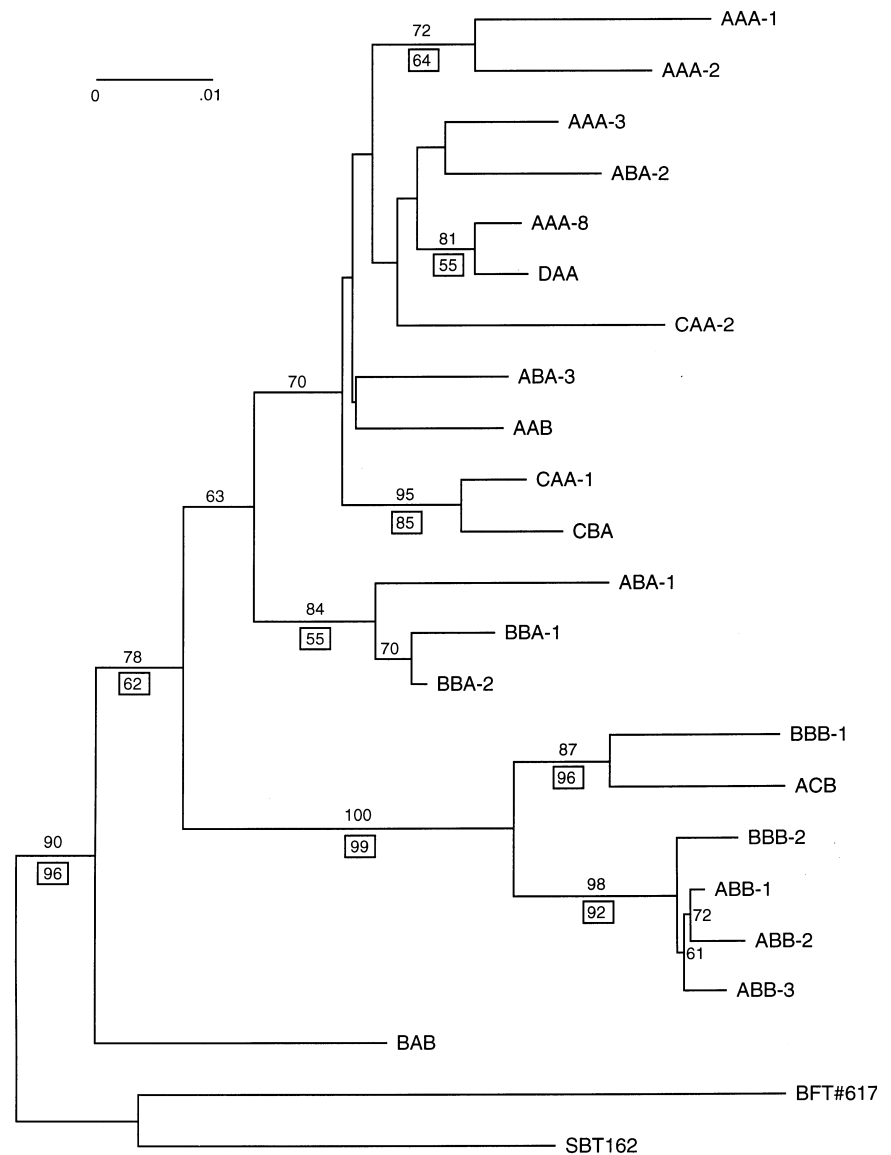 AAA-1
72
64
AAA-2
0 .01
AAA-3
ABA-2
AAA-8
81
55
DAA
CAA-2
ABA-3
70
AAB
CAA-1
63
95
85
CBA
ABA-1
84
55
BBA-1
70
78
62
BBA-2
BBB-1
87
96
ACB
100
99
BBB-2
90
96
98
92
ABB-1
72
ABB-2
61
ABB-3
BAB
BFT#617
SBT162